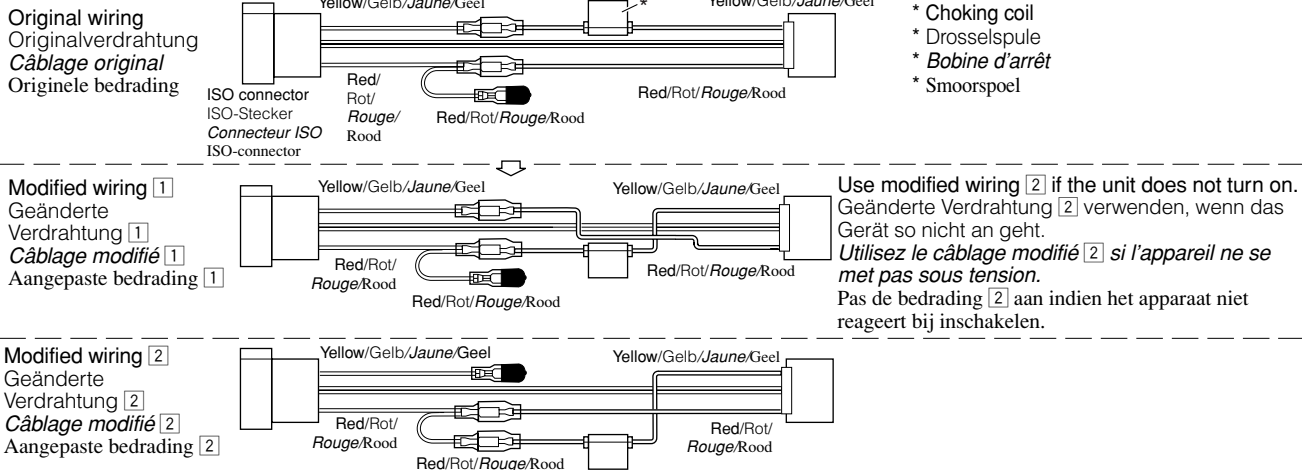 Original wiring
Originalverdrahtung
Câblage original
Originele bedrading
Yellow/Gelb/Jaune/Geel
*
Yellow/Gelb/Jaune/Geel
* Choking coil
* Drosselspule
* Bobine d'arrêt
* Smoorspoel
ISO connector
ISO-Stecker
Connecteur ISO
ISO-connector
Red/
Rot/
Rouge/
Rood
Red/Rot/Rouge/Rood
Red/Rot/Rouge/Rood
Modified wiring 1
Geänderte
Verdrahtung 1
Câblage modifié 1
Aangepaste bedrading 1
Yellow/Gelb/Jaune/Geel
Yellow/Gelb/Jaune/Geel
Red/Rot/
Rouge/Rood
Red/Rot/Rouge/Rood
Red/Rot/Rouge/Rood
Use modified wiring 2 if the unit does not turn on.
Geänderte Verdrahtung 2 verwenden, wenn das
Gerät so nicht an geht.
Utilisez le câblage modifié 2 si l'appareil ne se
met pas sous tension.
Pas de bedrading 2 aan indien het apparaat niet
reageert bij inschakelen.
Modified wiring 2
Geänderte
Verdrahtung 2
Câblage modifié 2
Aangepaste bedrading 2
Yellow/Gelb/Jaune/Geel
Yellow/Gelb/Jaune/Geel
Red/Rot/
Rouge/Rood
Red/Rot/Rouge/Rood
Red/Rot/
Rouge/Rood